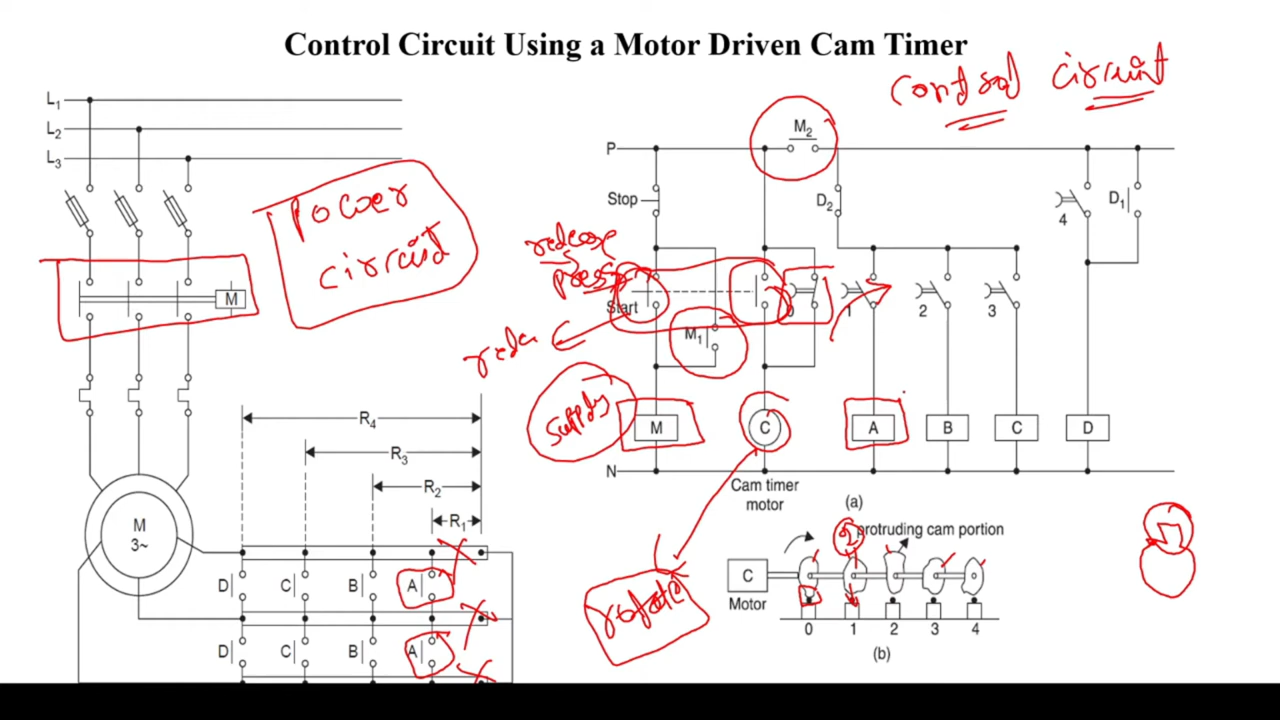 Control Circuit Using a Motor Driven Cam Timer
control circuit
L1
L2
L3
Power
circuit
M
M
3~
R4
R3
R2
R1
D C B A
D C B A
P
M2
Stop
D2
4
D1
release
press
Start
M1
0
1
2
3
supply
M
C
A
B
C
D
N
Cam timer
motor
(a)
protruding cam portion
C
Motor
0 1 2 3 4
(b)
rotate